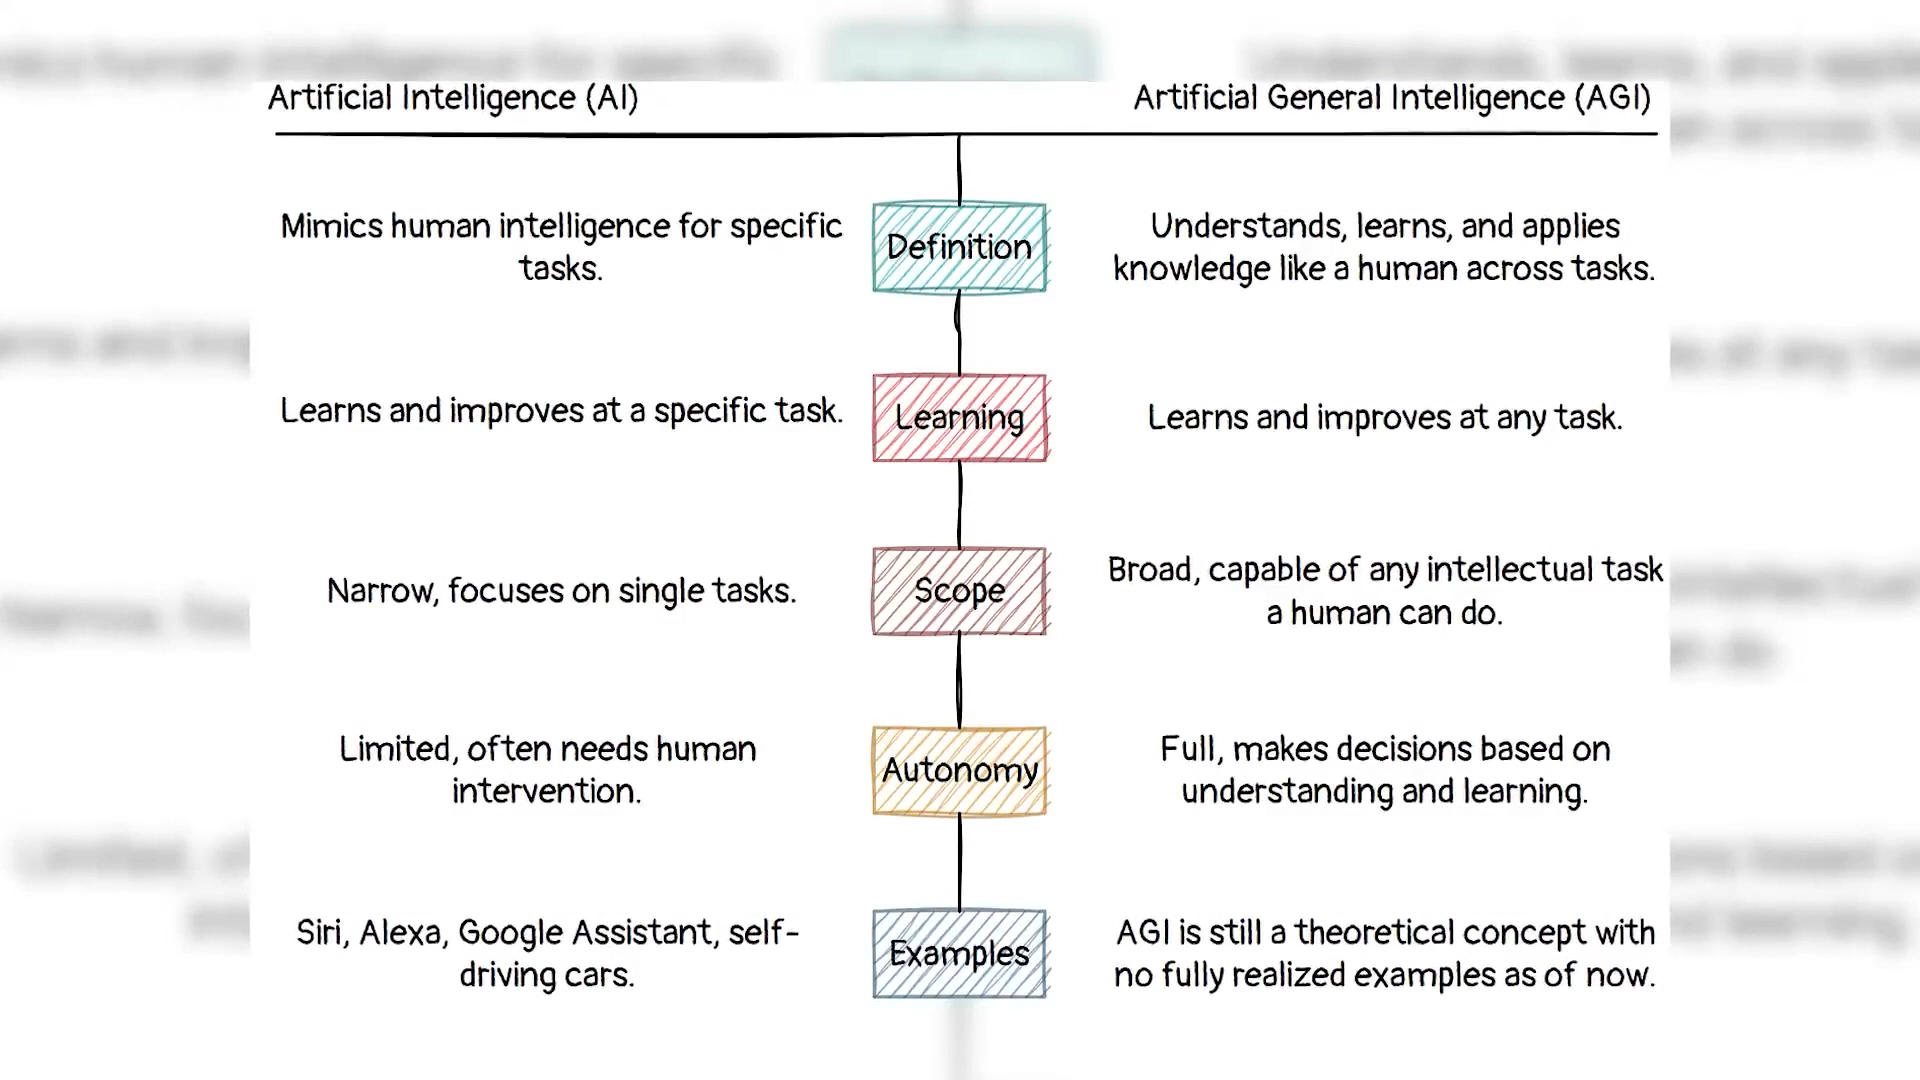 Artificial Intelligence (AI)
Artificial General Intelligence (AGI)
Mimics human intelligence for specific
tasks.
Definition
Understands, learns, and applies
knowledge like a human across tasks.
Learns and improves at a specific task.
Learning
Learns and improves at any task.
Narrow, focuses on single tasks.
Scope
Broad, capable of any intellectual task
a human can do.
Limited, often needs human
intervention.
Autonomy
Full, makes decisions based on
understanding and learning.
Siri, Alexa, Google Assistant, self-
driving cars.
Examples
AGI is still a theoretical concept with
no fully realized examples as of now.